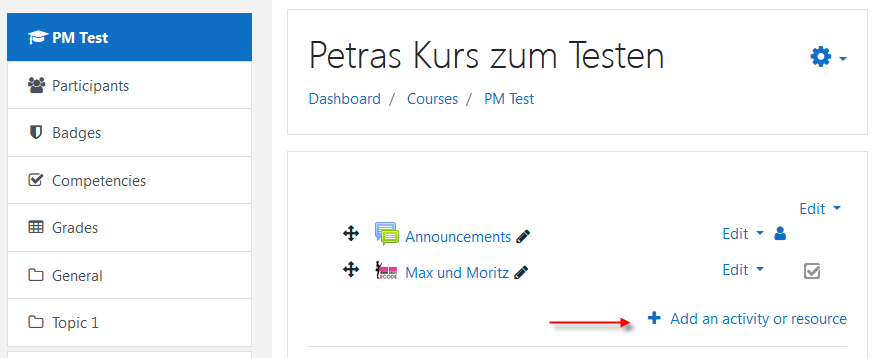 PM Test
Participants
Badges
Competencies
Grades
General
Topic 1
Petras Kurs zum Testen
Dashboard / Courses / PM Test
Edit
Announcements Edit
Max und Moritz Edit
Add an activity or resource